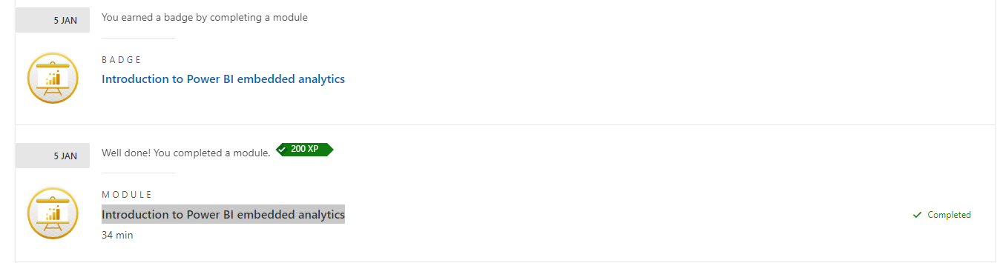 5 JAN
You earned a badge by completing a module
BADGE
Introduction to Power BI embedded analytics
5 JAN
Well done! You completed a module. 200 XP
MODULE
Introduction to Power BI embedded analytics
Completed
34 min